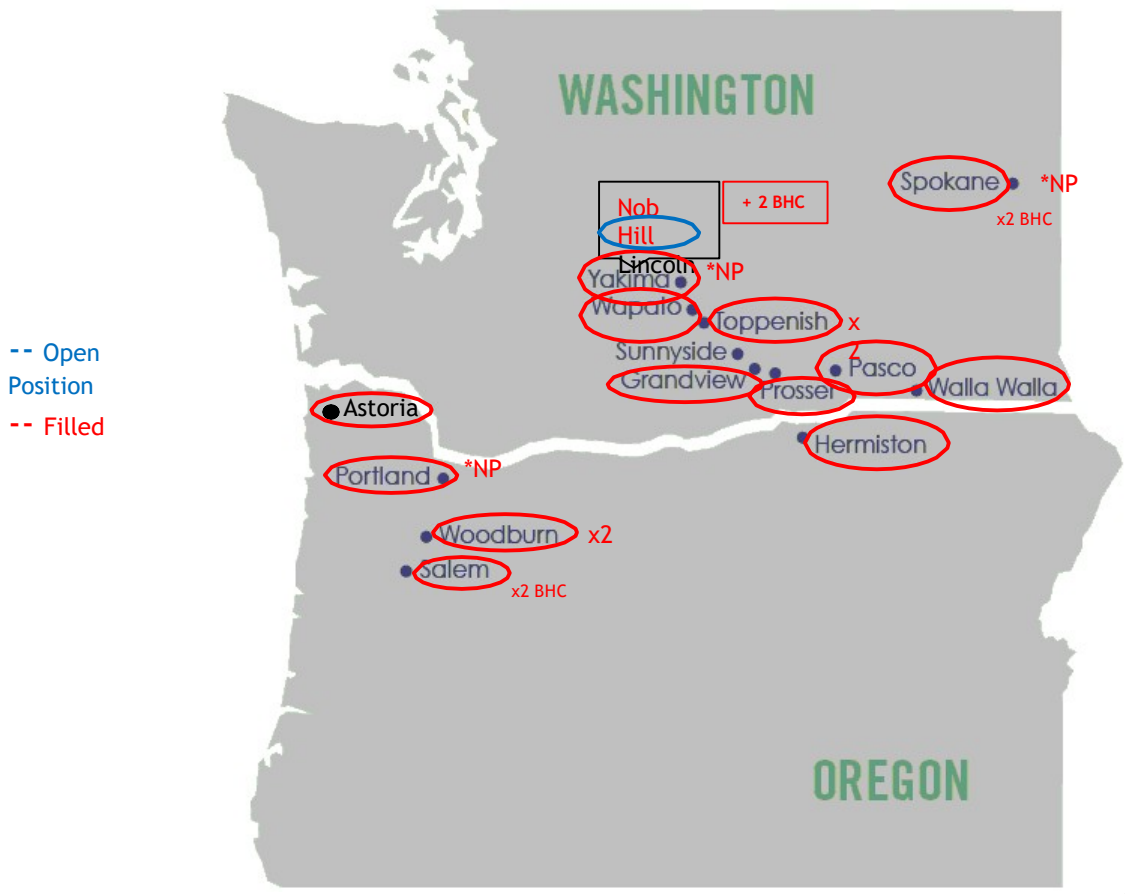 WASHINGTON
Spokane *NP
x2 BHC
Nob
Hill
+ 2 BHC
Lincoln
Yakima *NP
Wapato
Toppenish x
2
Sunnyside
Grandview
Prosser
Pasco
Walla Walla
-- Open
Position
-- Filled
Astoria
Hermiston
Portland *NP
Woodburn x2
Salem
x2 BHC
OREGON